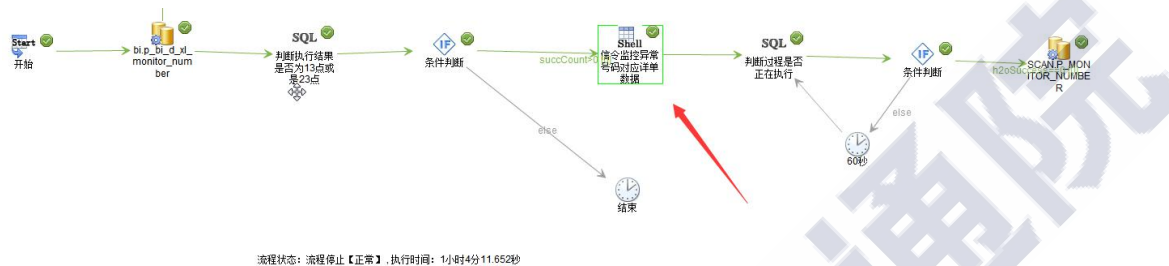 Start
开始
bi.p_bi_d_xl_
monitor_num
ber
SQL
判断执行结果
是否为13点或
是23点
IF
条件判断
succCount>0
else
结束
Shell
信令监控异常
号码对应详单
数据
SQL
判断过程是否
正在执行
IF
条件判断
else
60秒
SCAN.P_MON
ITOR_NUMBE
R
流程状态：流程停止【正常】,执行时间：1小时4分11.652秒
通院